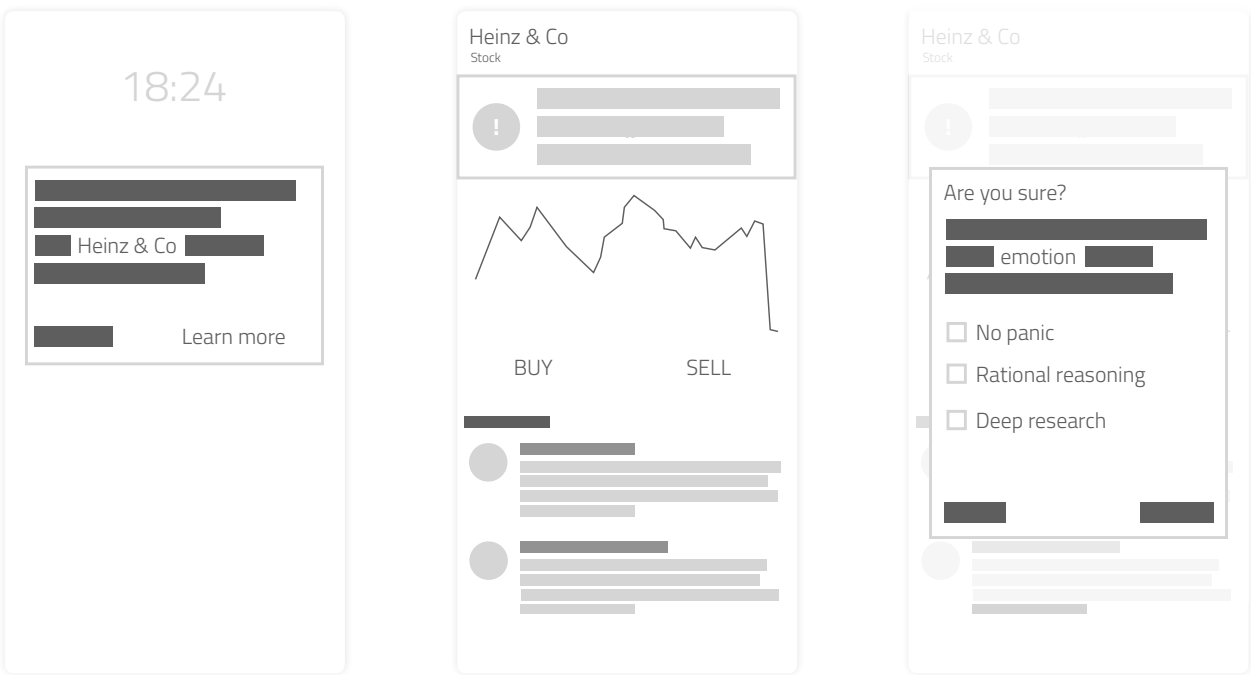 18:24
Heinz & Co
Learn more
Heinz & Co
Stock
!
BUY
SELL
Heinz & Co
Stock
!
Are you sure?
emotion
No panic
Rational reasoning
Deep research